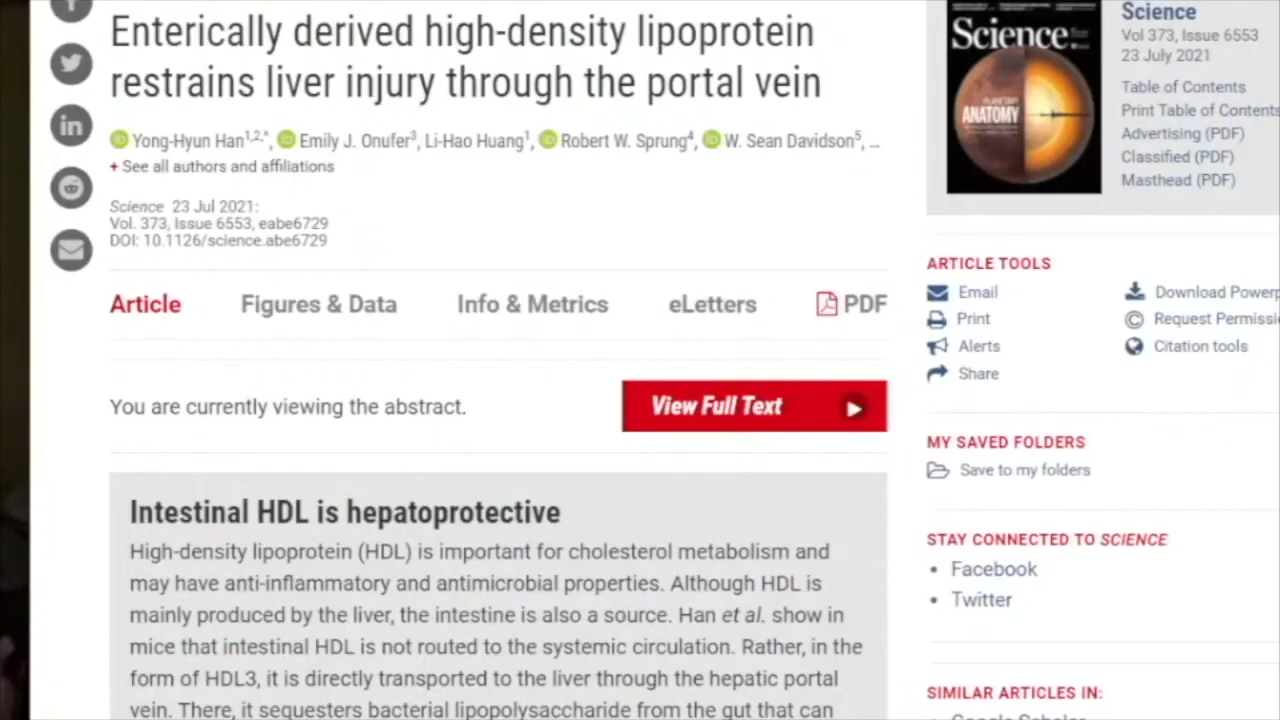 Enterically derived high-density lipoprotein
restrains liver injury through the portal vein
Yong-Hyun Han1,2,*, Emily J. Onufer3, Li-Hao Huang1, Robert W. Sprung4, W. Sean Davidson5, ...
+ See all authors and affiliations
Science 23 Jul 2021:
Vol. 373, Issue 6553, eabe6729
DOI: 10.1126/science.abe6729
Article Figures & Data Info & Metrics eLetters PDF
You are currently viewing the abstract.
View Full Text
Intestinal HDL is hepatoprotective
High-density lipoprotein (HDL) is important for cholesterol metabolism and
may have anti-inflammatory and antimicrobial properties. Although HDL is
mainly produced by the liver, the intestine is also a source. Han et al. show in
mice that intestinal HDL is not routed to the systemic circulation. Rather, in the
form of HDL3, it is directly transported to the liver through the hepatic portal
vein. There, it sequesters bacterial lipopolysaccharide from the gut that can
Science
PLANETARY
ANATOMY
Science
Vol 373, Issue 6553
23 July 2021
Table of Contents
Print Table of Contents
Advertising (PDF)
Classified (PDF)
Masthead (PDF)
ARTICLE TOOLS
Email
Print
Alerts
Share
Download Powerp
Request Permissi
Citation tools
MY SAVED FOLDERS
Save to my folders
STAY CONNECTED TO SCIENCE
Facebook
Twitter
SIMILAR ARTICLES IN:
Google Scholar